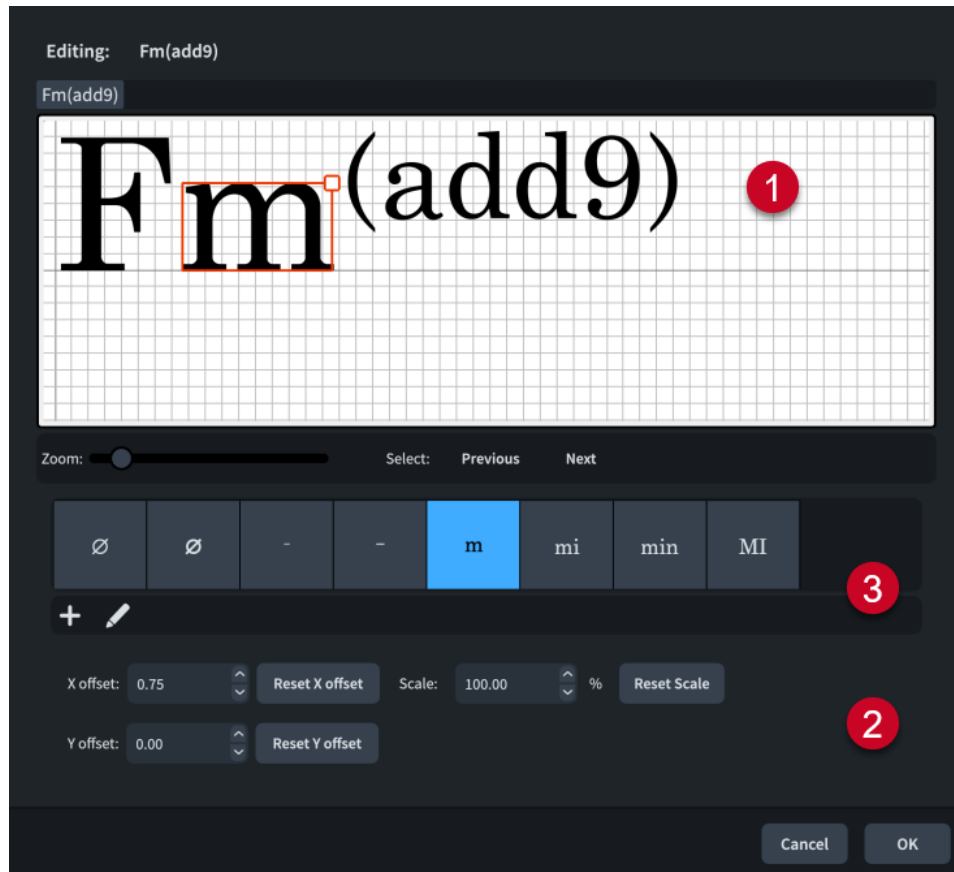 Editing: Fm(add9)
Fm(add9)
Fm(add9)
1
Zoom: Select: Previous Next
Ø Ø - – m mi min MI
3
X offset: 0.75 Reset X offset Scale: 100.00 % Reset Scale
2
Y offset: 0.00 Reset Y offset
Cancel OK